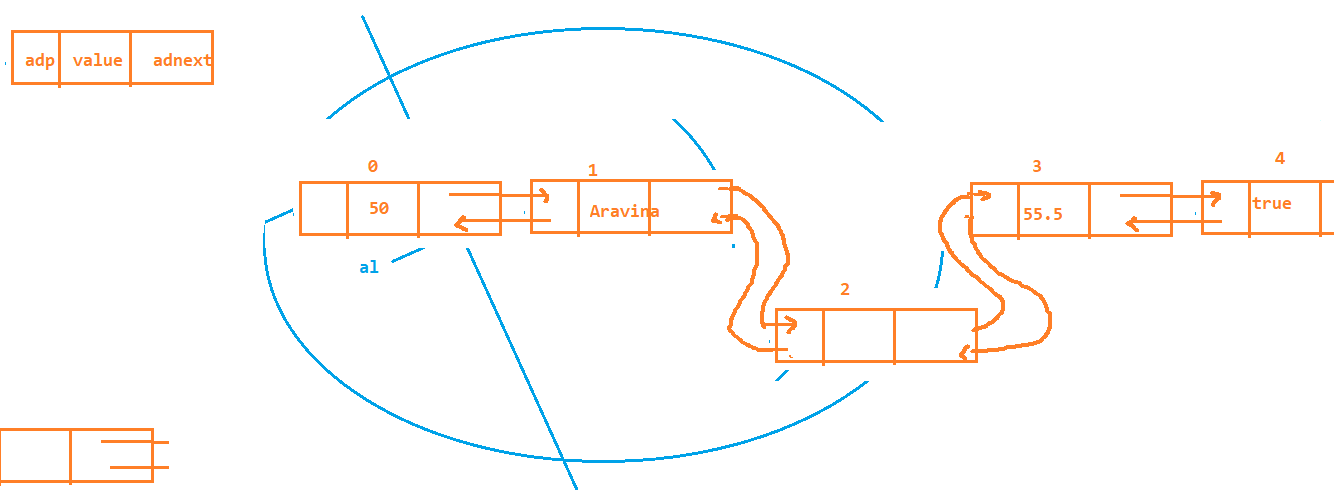 adp value adnext
0 1 3 4
50 Aravina 55.5 true
al
2